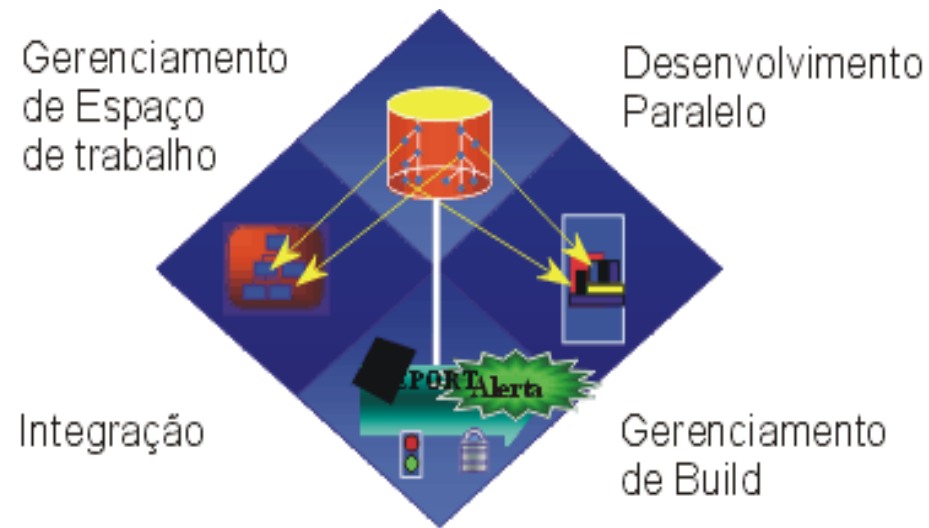 Gerenciamento
de Espaço
de trabalho
Desenvolvimento
Paralelo
Alerta
Integração
Gerenciamento
de Build